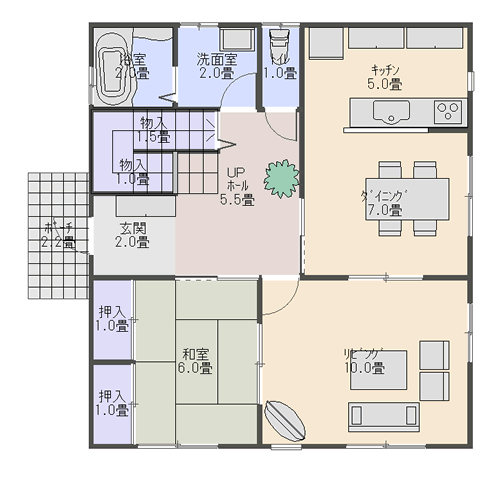 浴室
2.0畳
洗面室
2.0畳
トイレ
1.0畳
ｷｯﾁﾝ
5.0畳
物入
1.5畳
物入
1.0畳
UP
ﾎｰﾙ
5.5畳
ﾀﾞｲﾆﾝｸﾞ
7.0畳
ﾎﾟｰﾁ
2.2畳
玄関
2.0畳
押入
1.0畳
和室
6.0畳
ﾘﾋﾞﾝｸﾞ
10.0畳
押入
1.0畳